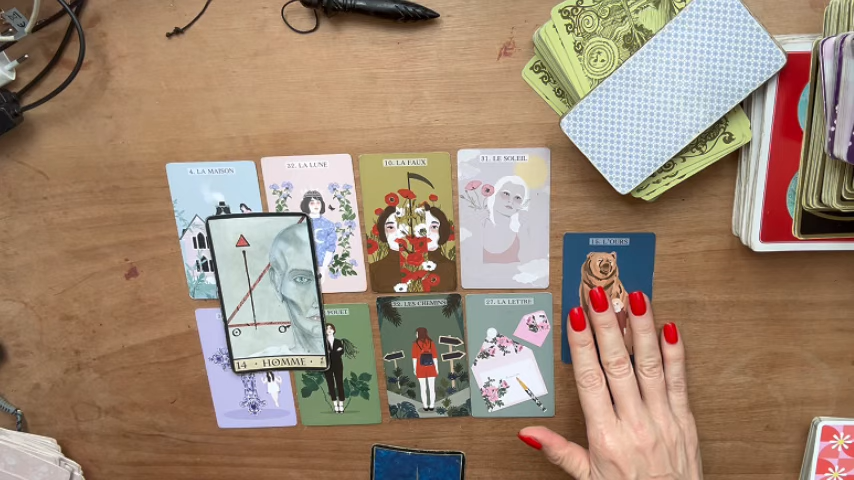 4. LA MAISON
32. LA LUNE
10. LA FAUX
31. LE SOLEIL
15. L'OURS
14 · HOMME ·
FOUET
22. LES CHEMINS
27. LA LETTRE